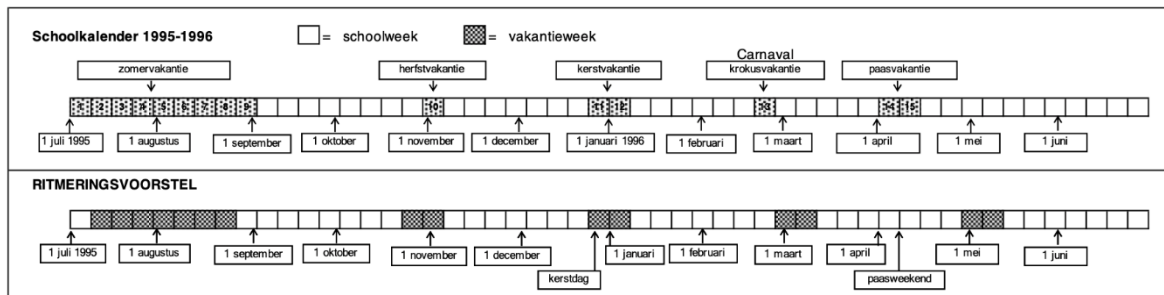 Schoolkalender 1995-1996
= schoolweek
= vakantieweek
Carnaval
zomervakantie
herfstvakantie
kerstvakantie
krokusvakantie
paasvakantie
1 2 3 4 5 6 7 8 9 10 11 12 13 14 15
1 juli 1995
1 augustus
1 september
1 oktober
1 november
1 december
1 januari 1996
1 februari
1 maart
1 april
1 mei
1 juni
RITMERINGSVOORSTEL
1 juli 1995
1 augustus
1 september
1 oktober
1 november
1 december
1 januari
1 februari
1 maart
1 april
1 mei
1 juni
kerstdag
paasweekend